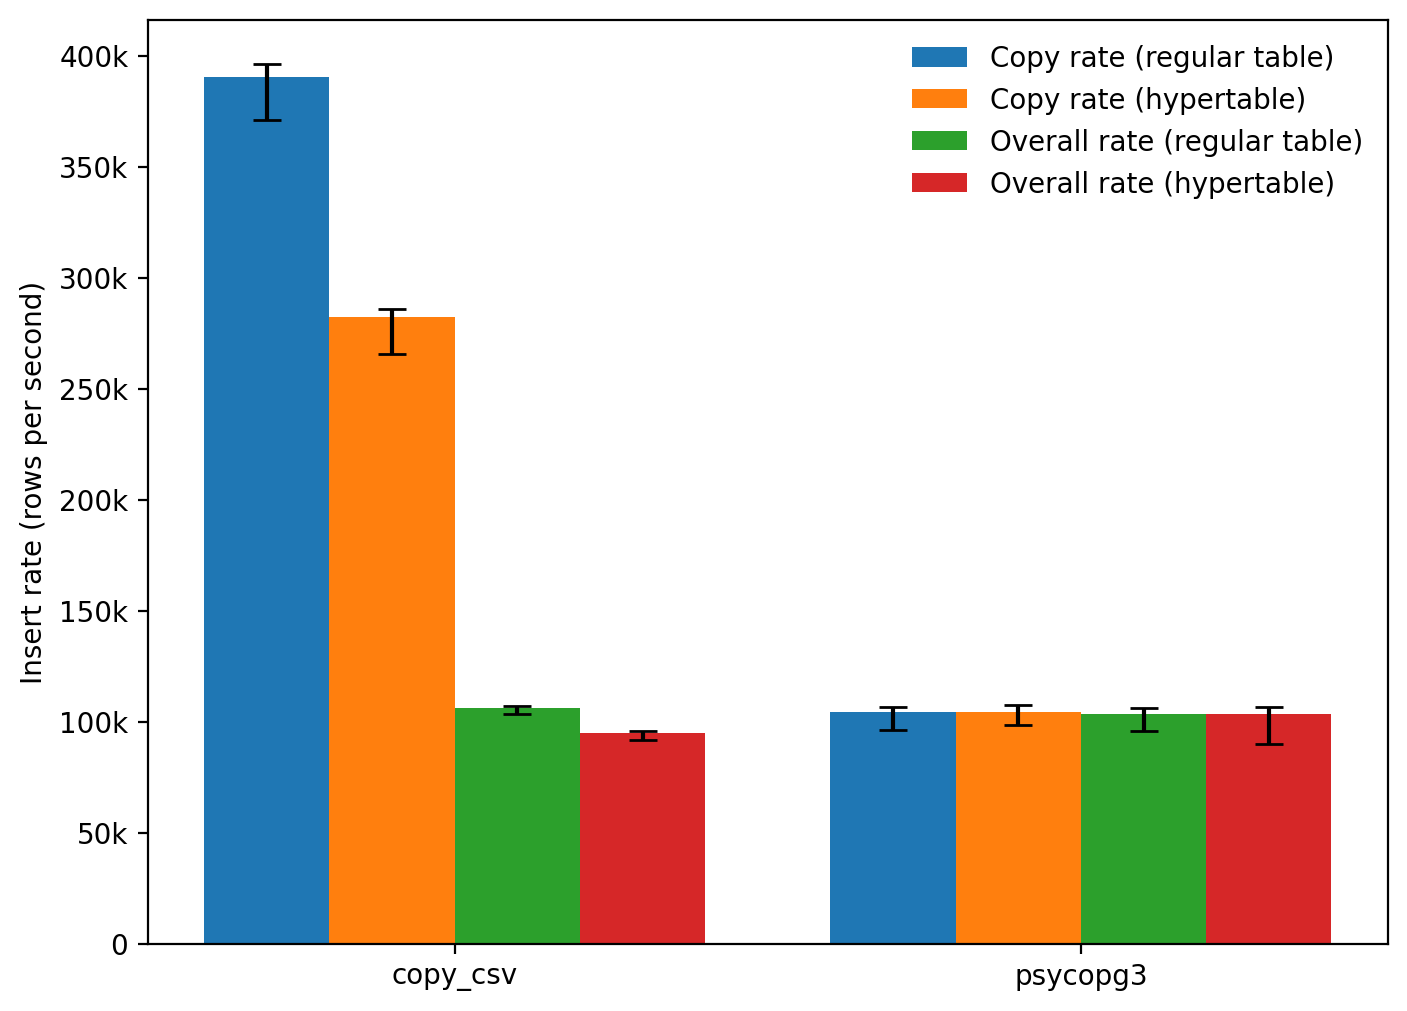 400k
350k
300k
250k
200k
150k
100k
50k
0
Insert rate (rows per second)
Copy rate (regular table)
Copy rate (hypertable)
Overall rate (regular table)
Overall rate (hypertable)
copy_csv
psycopg3